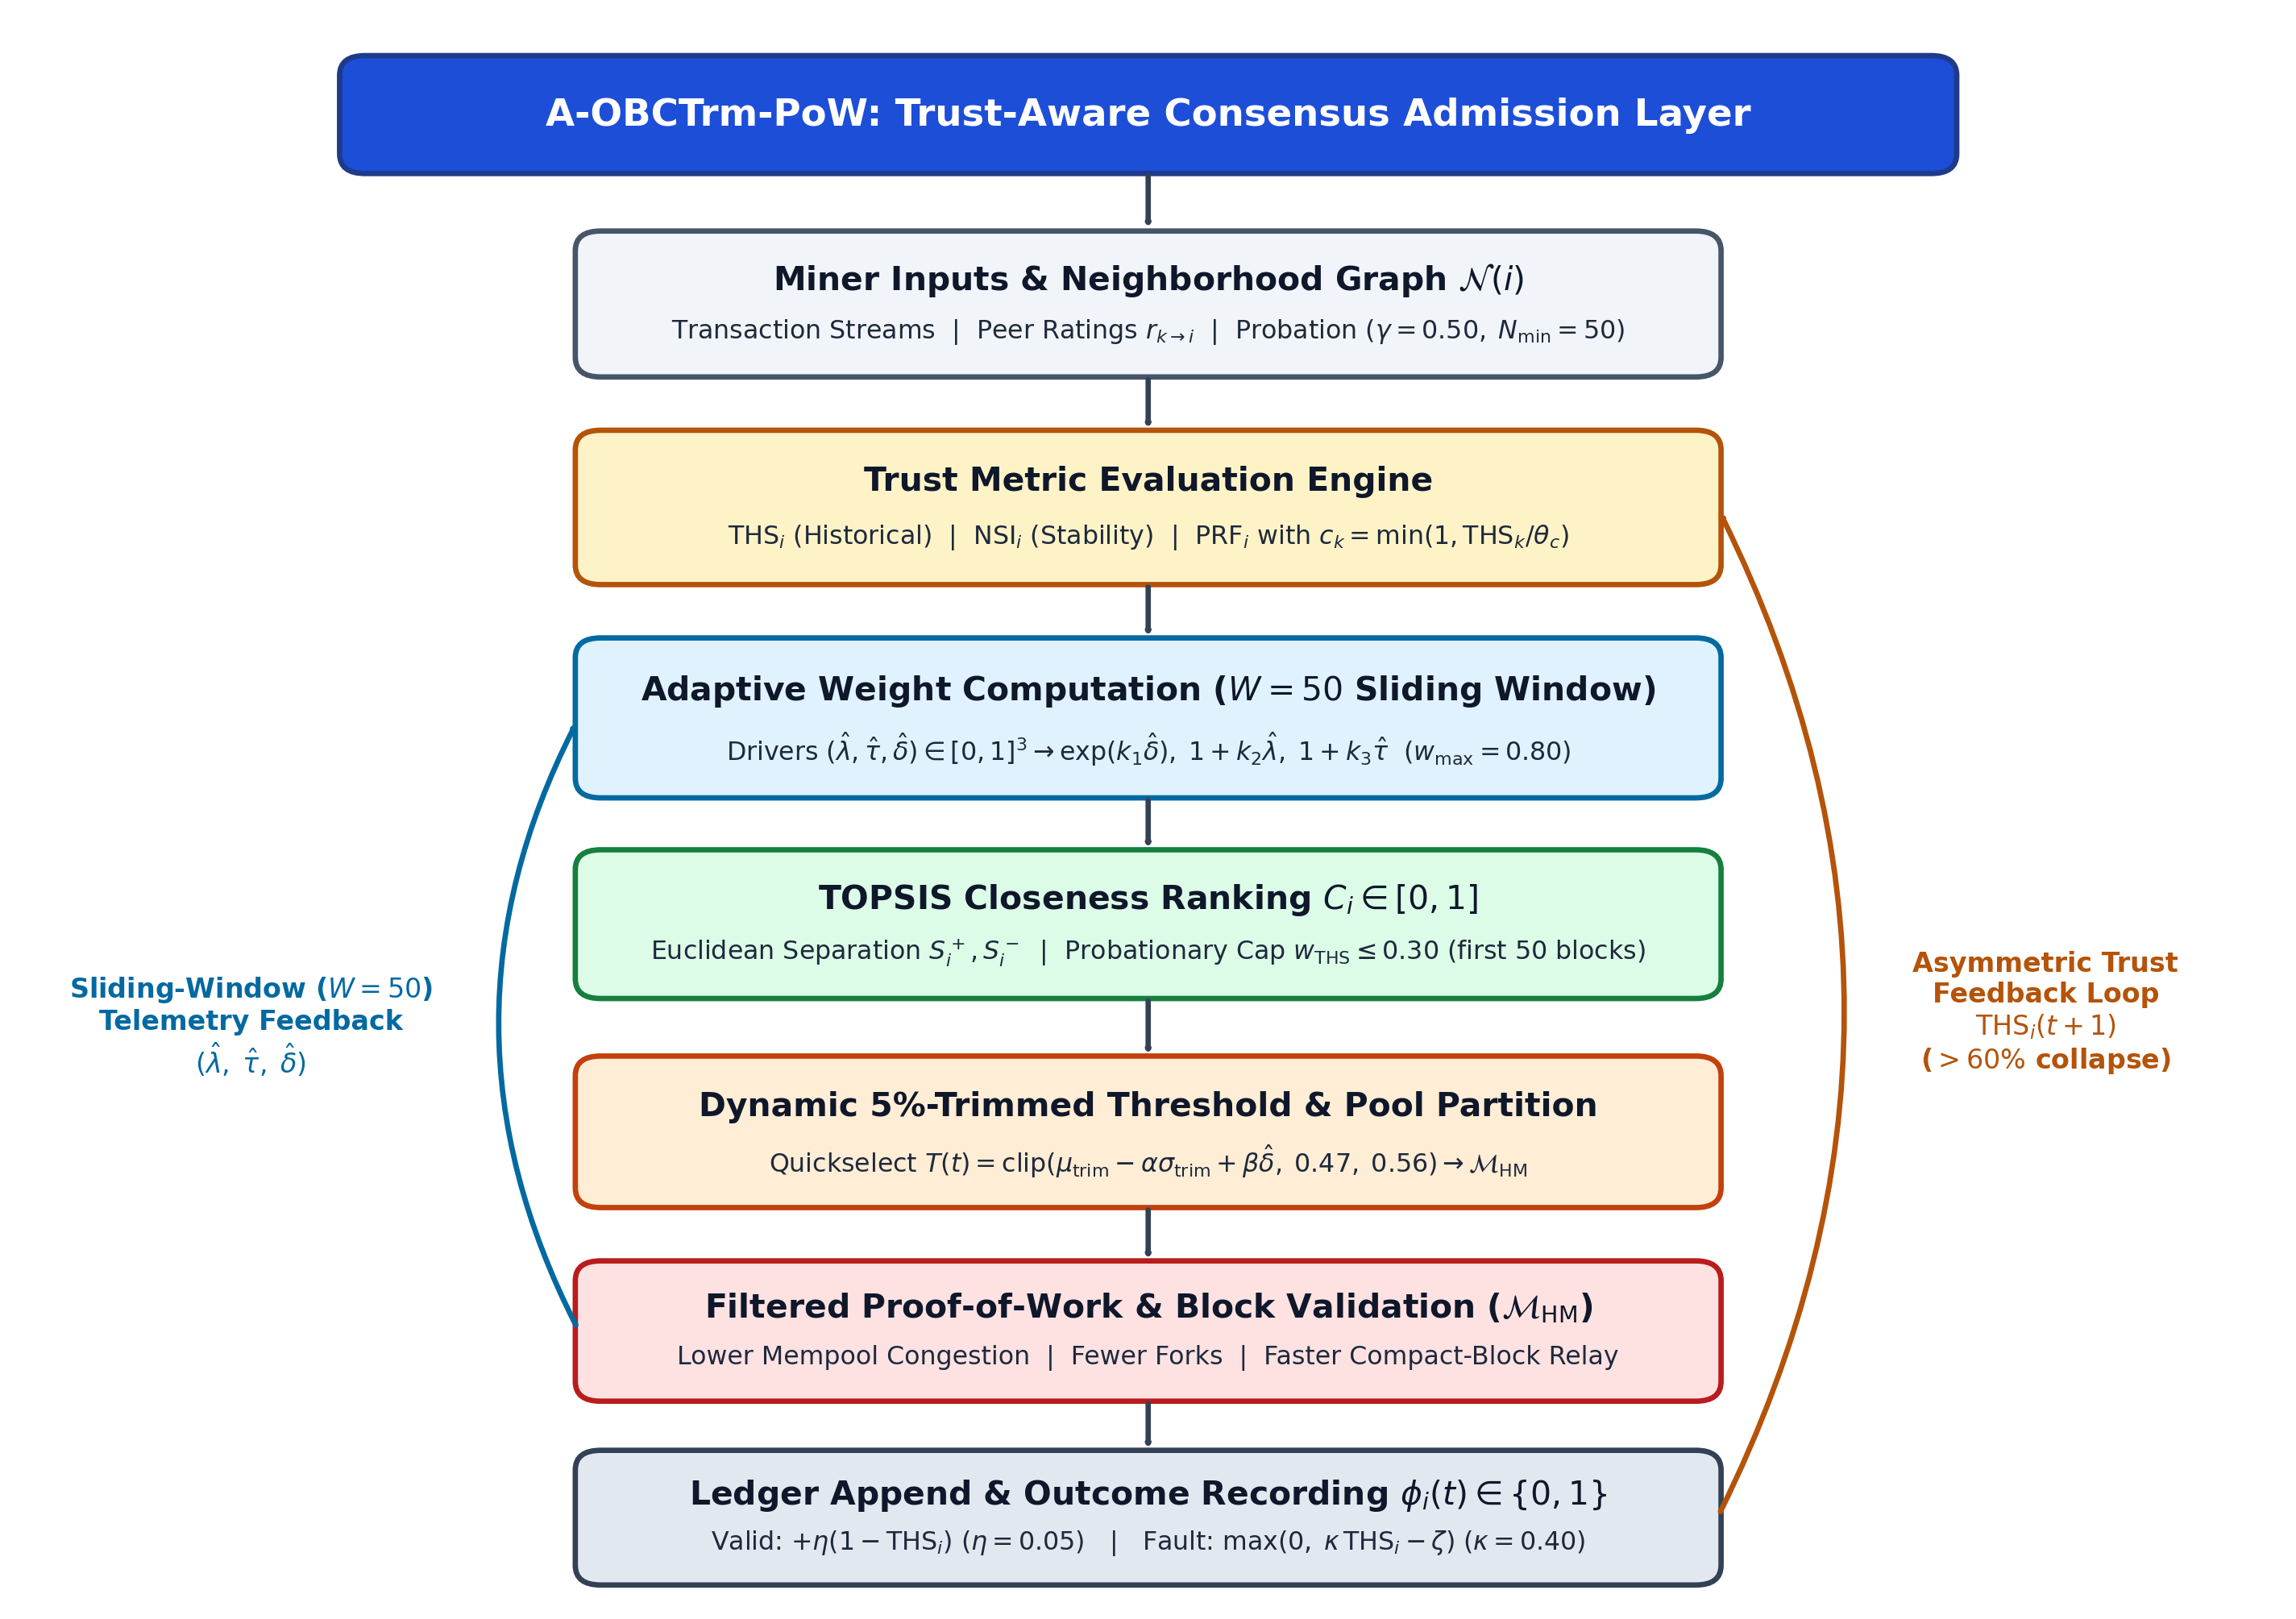 A-OBCTrm-PoW: Trust-Aware Consensus Admission Layer
Miner Inputs & Neighborhood Graph 𝒩(i)
Transaction Streams | Peer Ratings r_{k→i} | Probation (γ = 0.50, N_min = 50)
Trust Metric Evaluation Engine
THS_i (Historical) | NSI_i (Stability) | PRF_i with c_k = min(1, THS_k/θ_c)
Adaptive Weight Computation (W = 50 Sliding Window)
Drivers (λ̂, τ̂, δ̂) ∈ [0, 1]³ → exp(k₁δ̂), 1 + k₂λ̂, 1 + k₃τ̂ (w_max = 0.80)
TOPSIS Closeness Ranking C_i ∈ [0, 1]
Euclidean Separation S_i⁺, S_i⁻ | Probationary Cap w_THS ≤ 0.30 (first 50 blocks)
Sliding-Window (W = 50)
Telemetry Feedback
(λ̂, τ̂, δ̂)
Asymmetric Trust
Feedback Loop
THS_i(t + 1)
( > 60% collapse)
Dynamic 5%-Trimmed Threshold & Pool Partition
Quickselect T(t) = clip(μ_trim − ασ_trim + βδ̂, 0.47, 0.56) → ℳ_HM
Filtered Proof-of-Work & Block Validation (ℳ_HM)
Lower Mempool Congestion | Fewer Forks | Faster Compact-Block Relay
Ledger Append & Outcome Recording ϕ_i(t) ∈ {0, 1}
Valid: +η(1 − THS_i) (η = 0.05) | Fault: max(0, κ THS_i − ζ) (κ = 0.40)